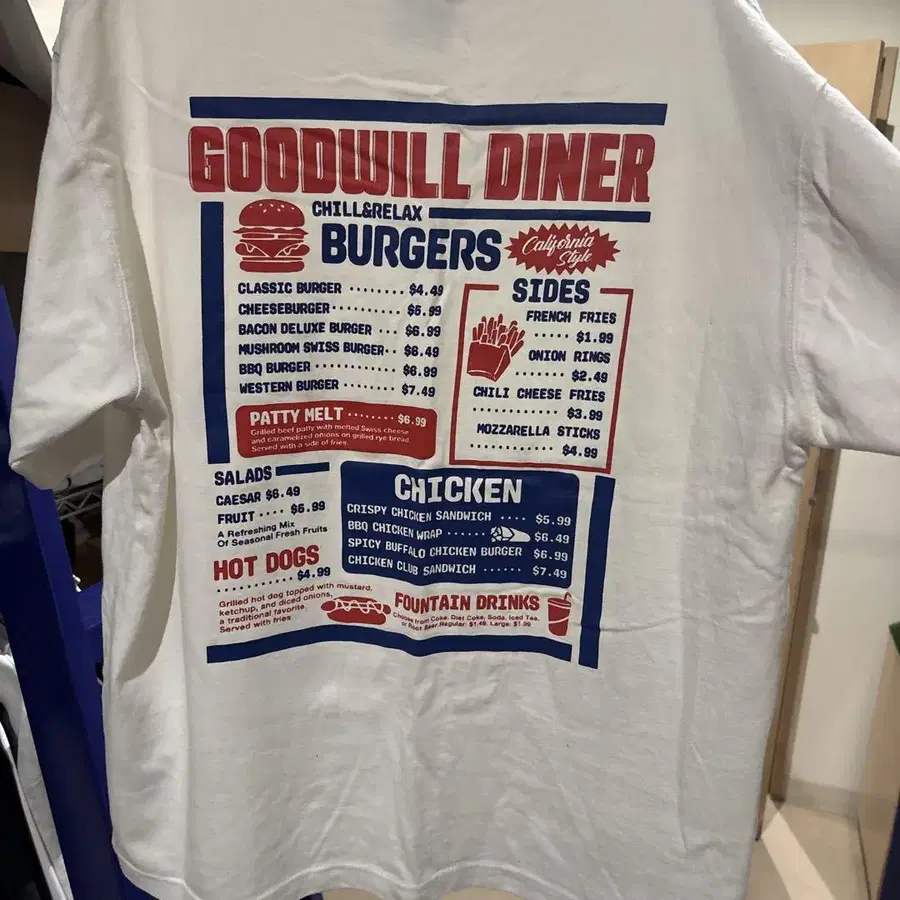 GOODWILL DINER
CHILL&RELAX
BURGERS
California
Style
CLASSIC BURGER ········ $4.49
CHEESEBURGER ·········· $5.99
BACON DELUXE BURGER ··· $6.99
MUSHROOM SWISS BURGER ·· $6.49
BBQ BURGER ············ $6.99
WESTERN BURGER ········ $7.49
PATTY MELT ········ $6.99
Grilled beef patty with melted Swiss cheese
and caramelized onions on grilled rye bread.
Served with a side of fries.
SIDES
FRENCH FRIES
····· $1.99
ONION RINGS
······· $2.49
CHILI CHEESE FRIES
············ $3.99
MOZZARELLA STICKS
············ $4.99
SALADS
CAESAR $6.49
FRUIT ···· $5.99
A Refreshing Mix
Of Seasonal Fresh Fruits
HOT DOGS
··········· $4.99
Grilled hot dog topped with mustard,
ketchup, and diced onions,
a traditional favorite.
Served with fries
CHICKEN
CRISPY CHICKEN SANDWICH ···· $5.99
BBQ CHICKEN WRAP ······ $6.49
SPICY BUFFALO CHICKEN BURGER $6.99
CHICKEN CLUB SANDWICH ······ $7.49
FOUNTAIN DRINKS
Choose from Coke, Diet Coke, Soda, Iced Tea,
or Root Beer Regular: $1.49, Large: $1.99